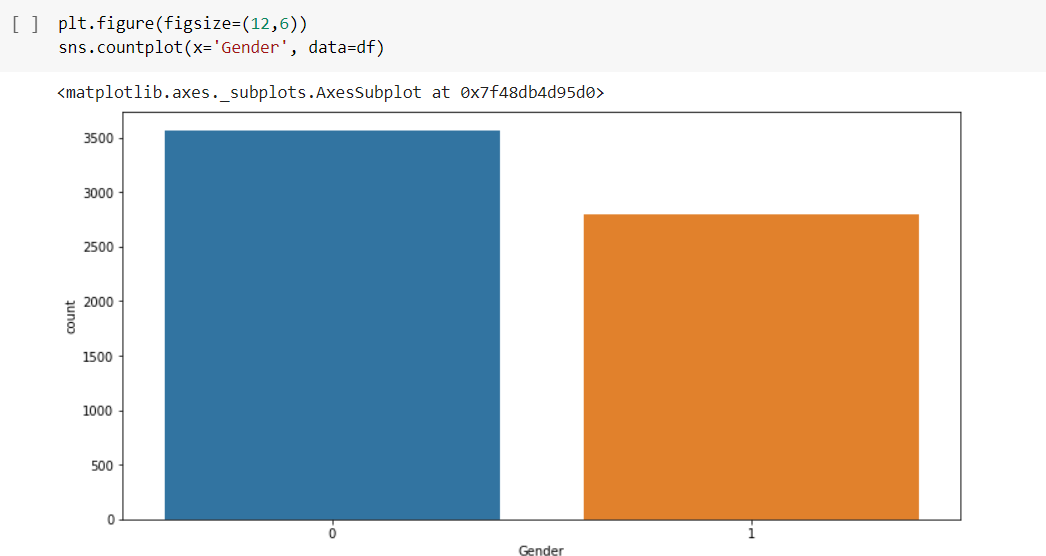 [ ] plt.figure(figsize=(12,6))
sns.countplot(x='Gender', data=df)
<matplotlib.axes._subplots.AxesSubplot at 0x7f48db4d95d0>
3500
3000
2500
2000
1500
1000
500
0
count
0 1
Gender